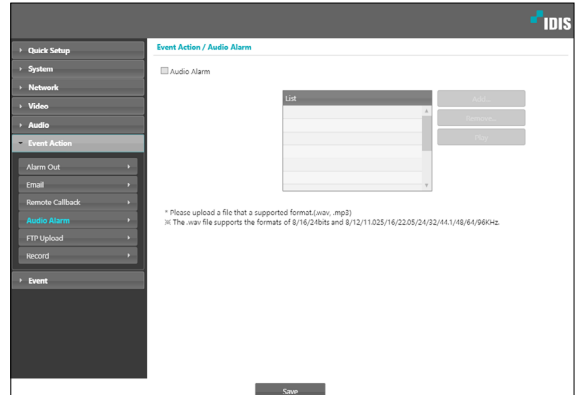 IDIS
Quick Setup
System
Network
Video
Audio
Event Action
Alarm Out
Email
Remote Callback
Audio Alarm
FTP Upload
Record
Event
Event Action / Audio Alarm
Audio Alarm
List
Add...
Remove...
Play
* Please upload a file that a supported format.(wav, .mp3)
※ The .wav file supports the formats of 8/16/24bits and 8/12/11.025/16/22.05/24/32/44.1/48/64/96KHz.
Save